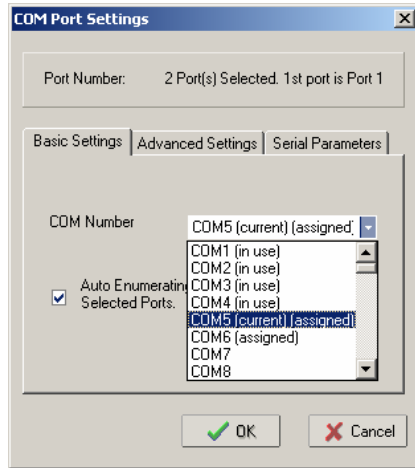 COM Port Settings
Port Number: 2 Port(s) Selected. 1st port is Port 1
Basic Settings Advanced Settings Serial Parameters
COM Number COM5 (current) (assigned)
COM1 (in use)
COM2 (in use)
Auto Enumerating COM3 (in use)
Selected Ports. COM4 (in use)
COM5 (current) (assigned)
COM6 (assigned)
COM7
COM8
OK Cancel